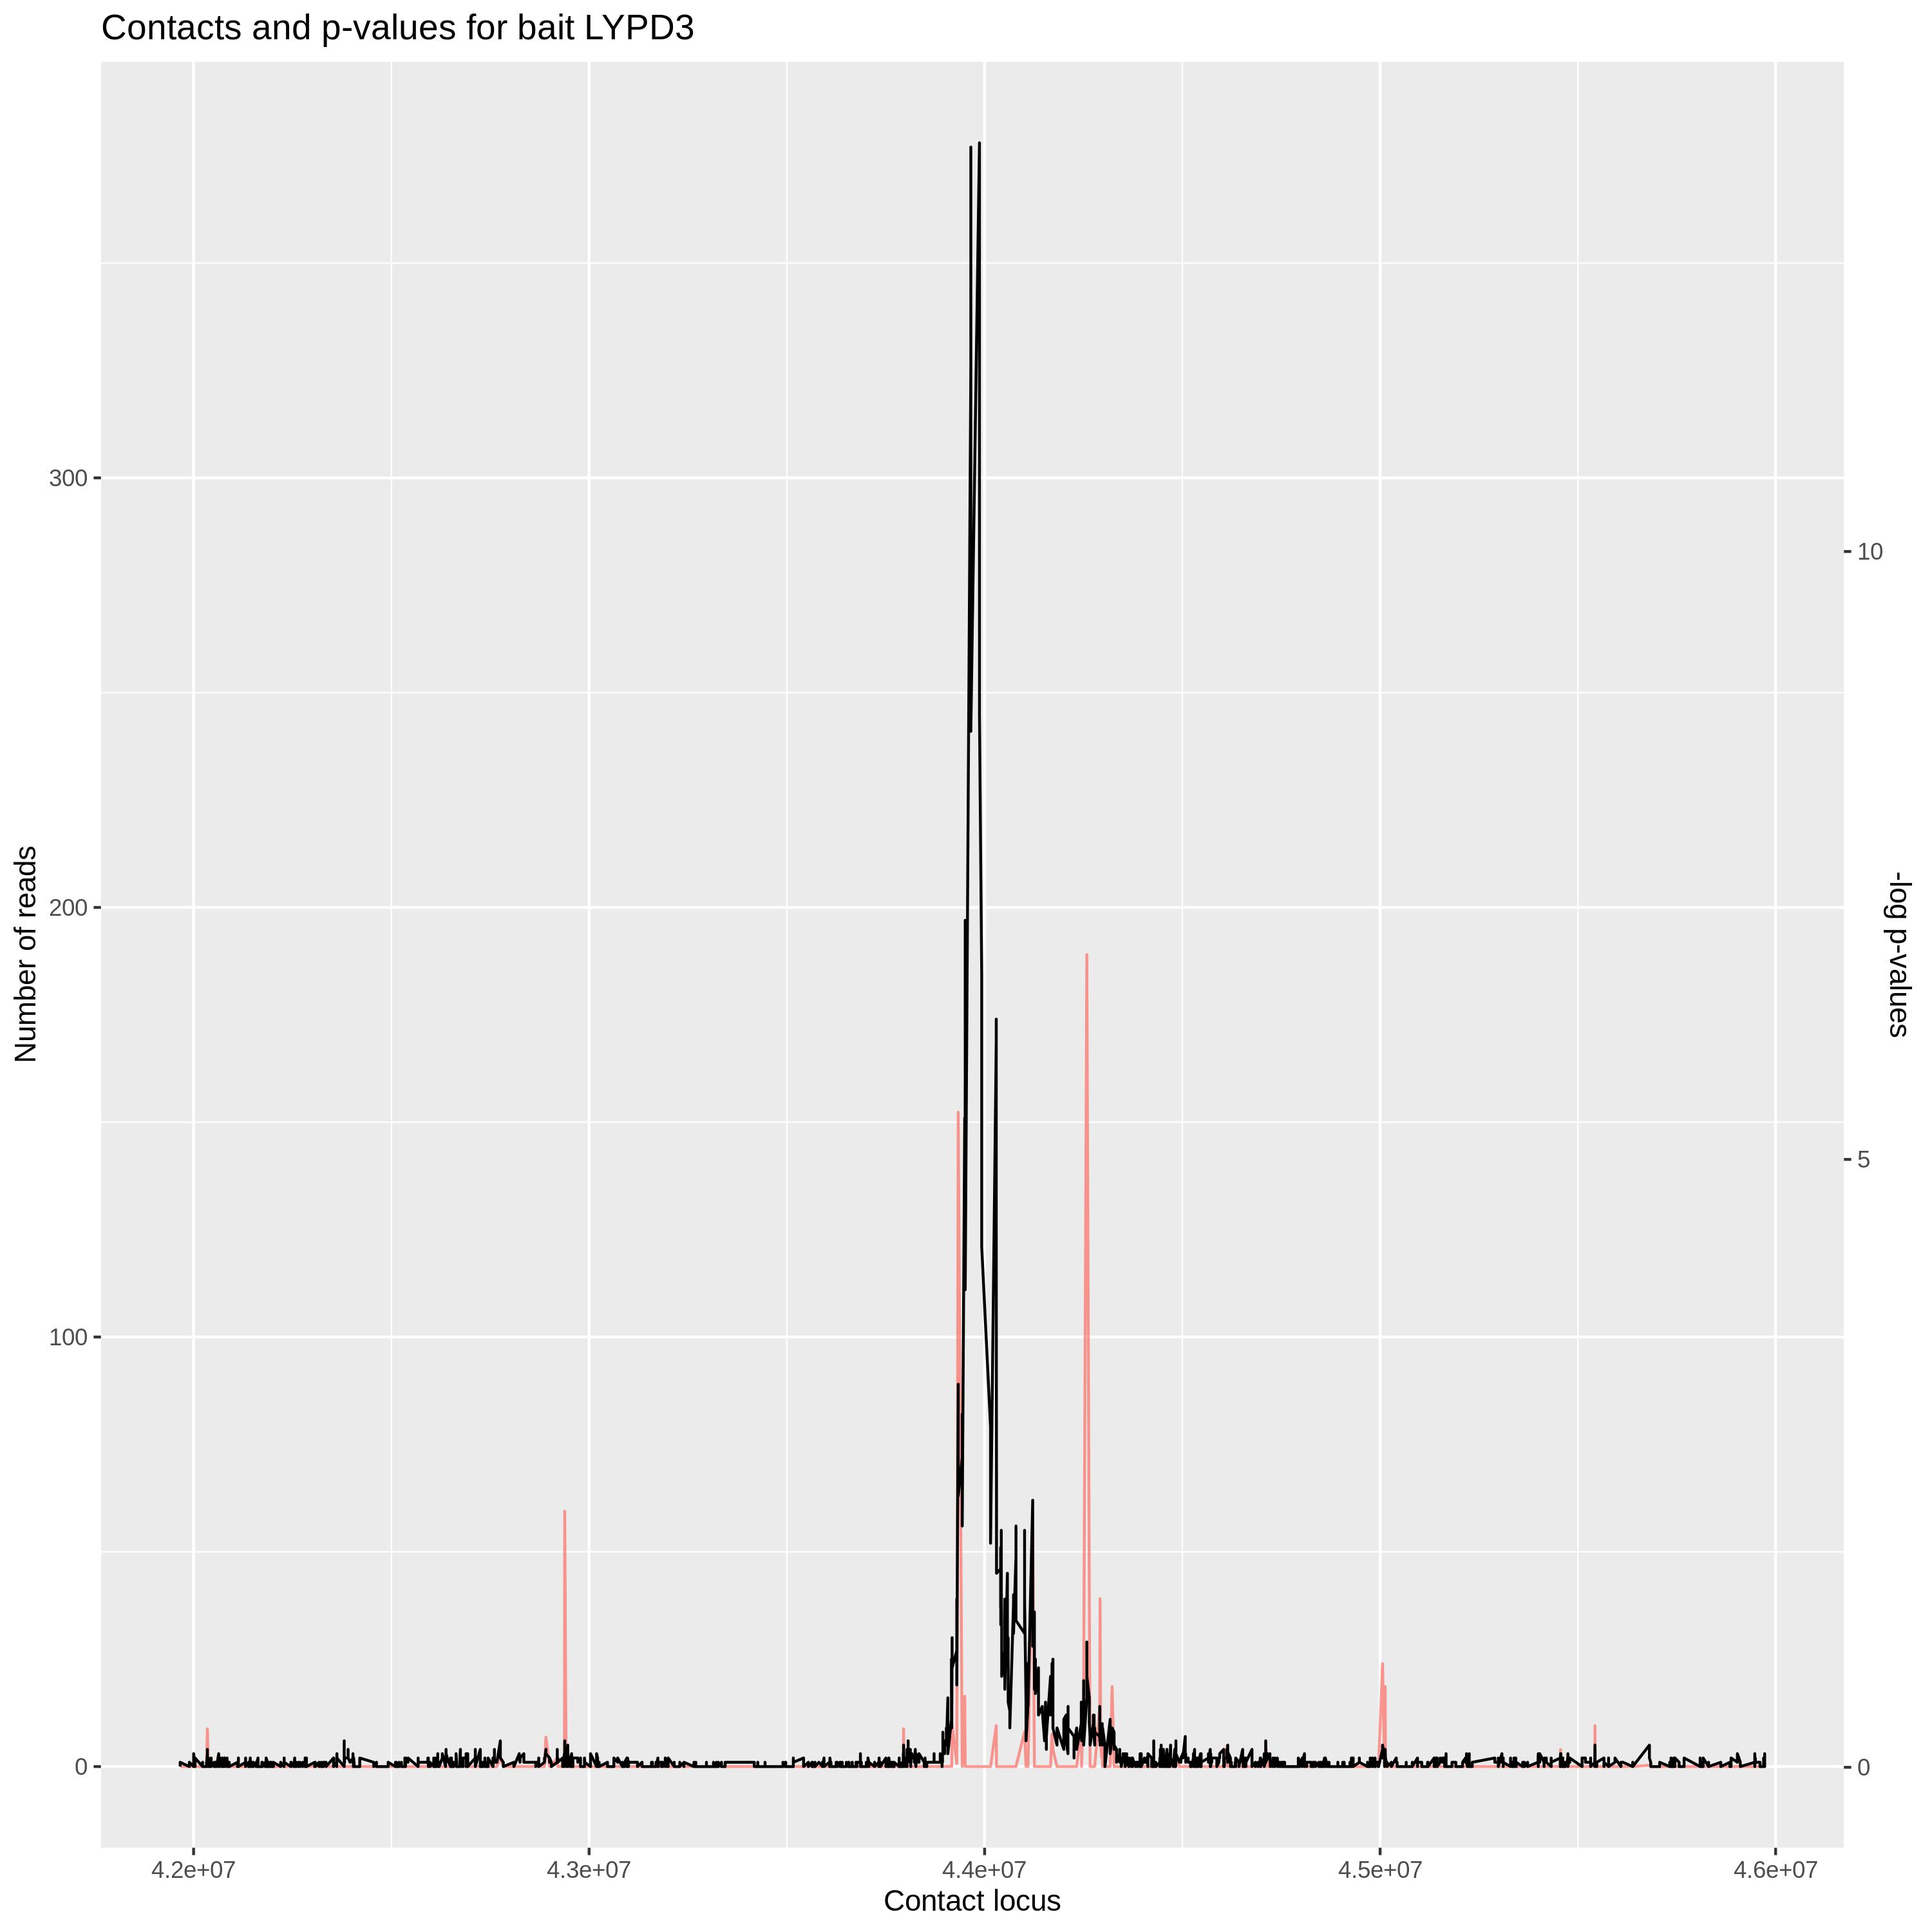 Contacts and p-values for bait LYPD3
300
200
100
0
Number of reads
10
5
0
-log p-values
4.2e+07
4.3e+07
4.4e+07
4.5e+07
4.6e+07
Contact locus